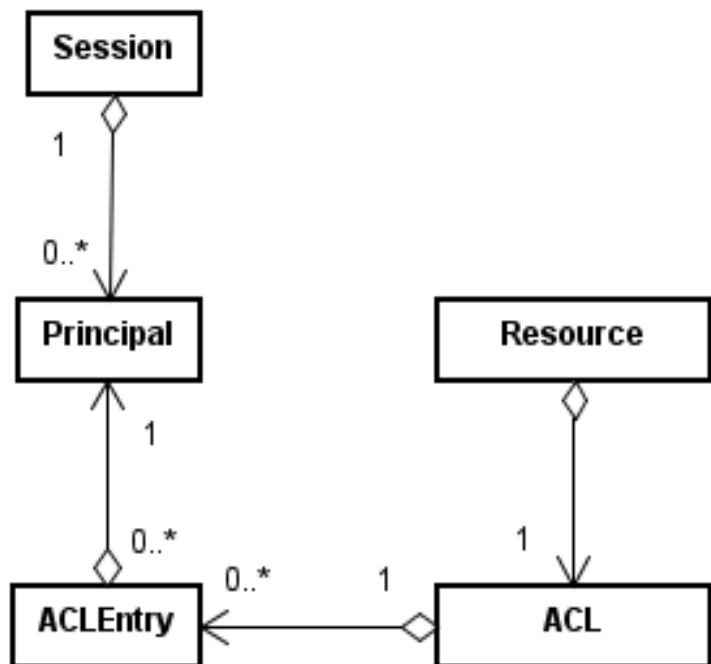 Session
1
0..*
Principal
Resource
1
0..*
1
0..*
1
ACLEntry
ACL